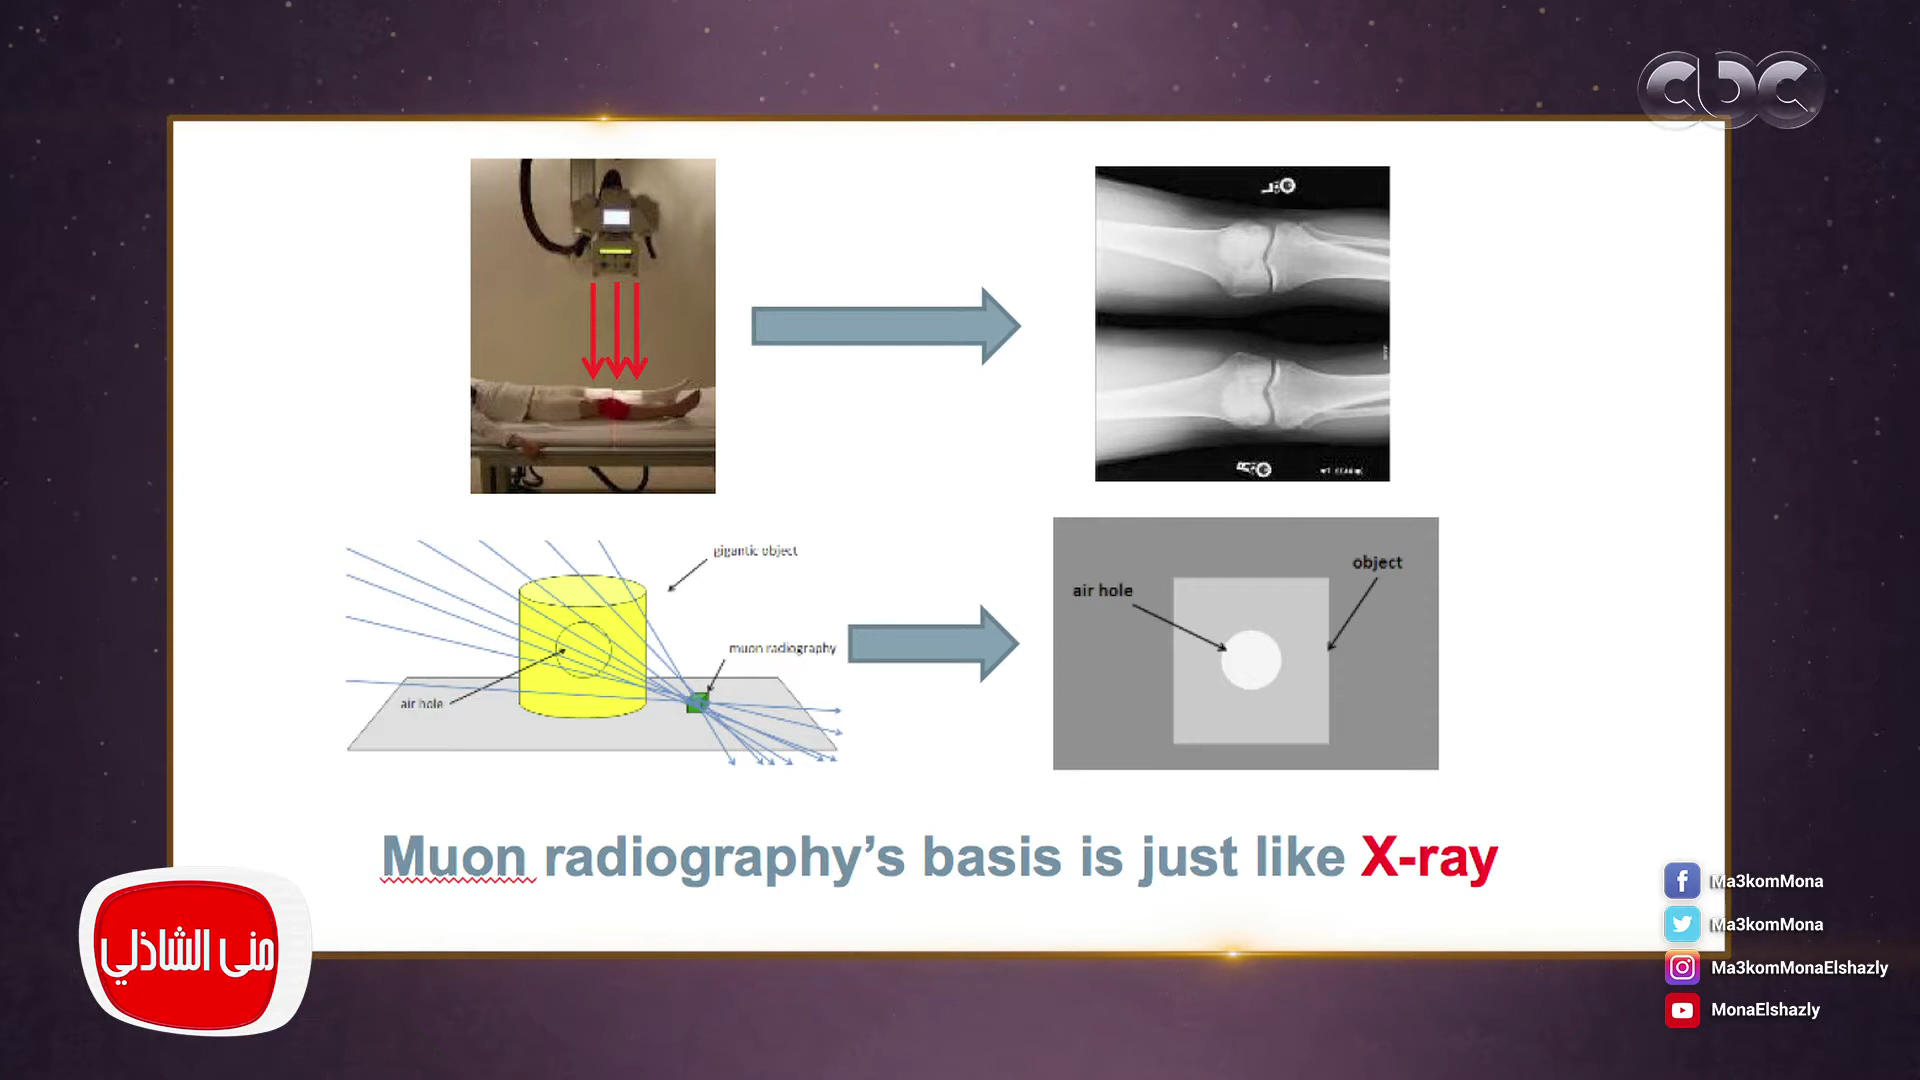 cbc
gigantic object
muon radiography
air hole
air hole
object
Muon radiography's basis is just like X-ray
منى الشاذلي
Ma3komMona
Ma3komMona
Ma3komMonaElshazly
MonaElshazly